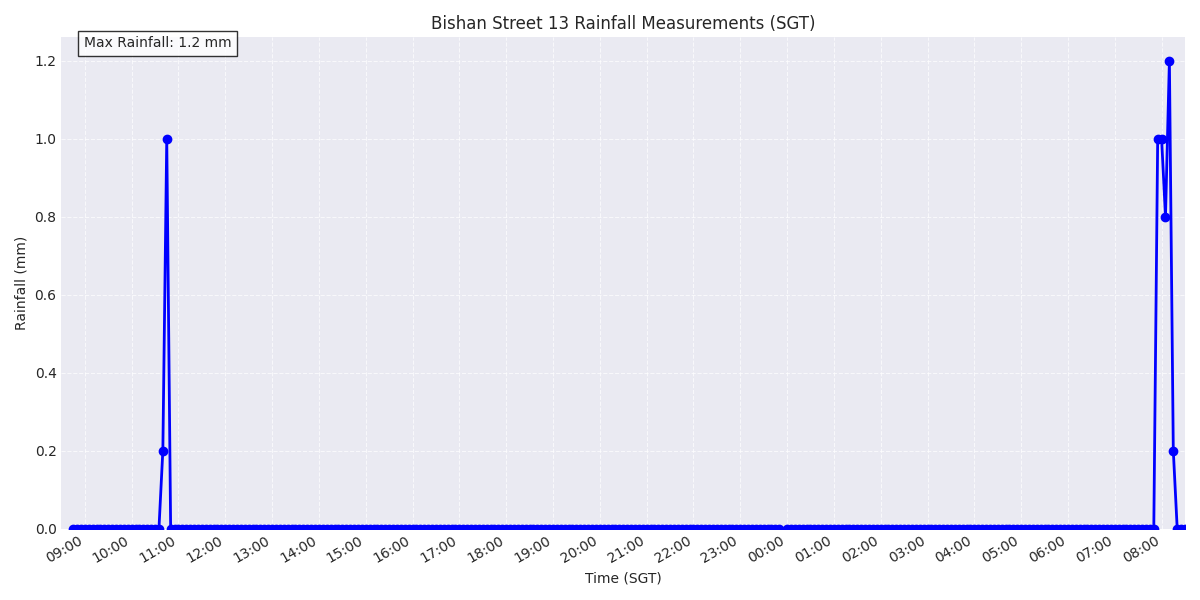 Bishan Street 13 Rainfall Measurements (SGT)
Max Rainfall: 1.2 mm
Rainfall (mm)
1.2
1.0
0.8
0.6
0.4
0.2
0.0
09:00 10:00 11:00 12:00 13:00 14:00 15:00 16:00 17:00 18:00 19:00 20:00 21:00 22:00 23:00 00:00 01:00 02:00 03:00 04:00 05:00 06:00 07:00 08:00
Time (SGT)